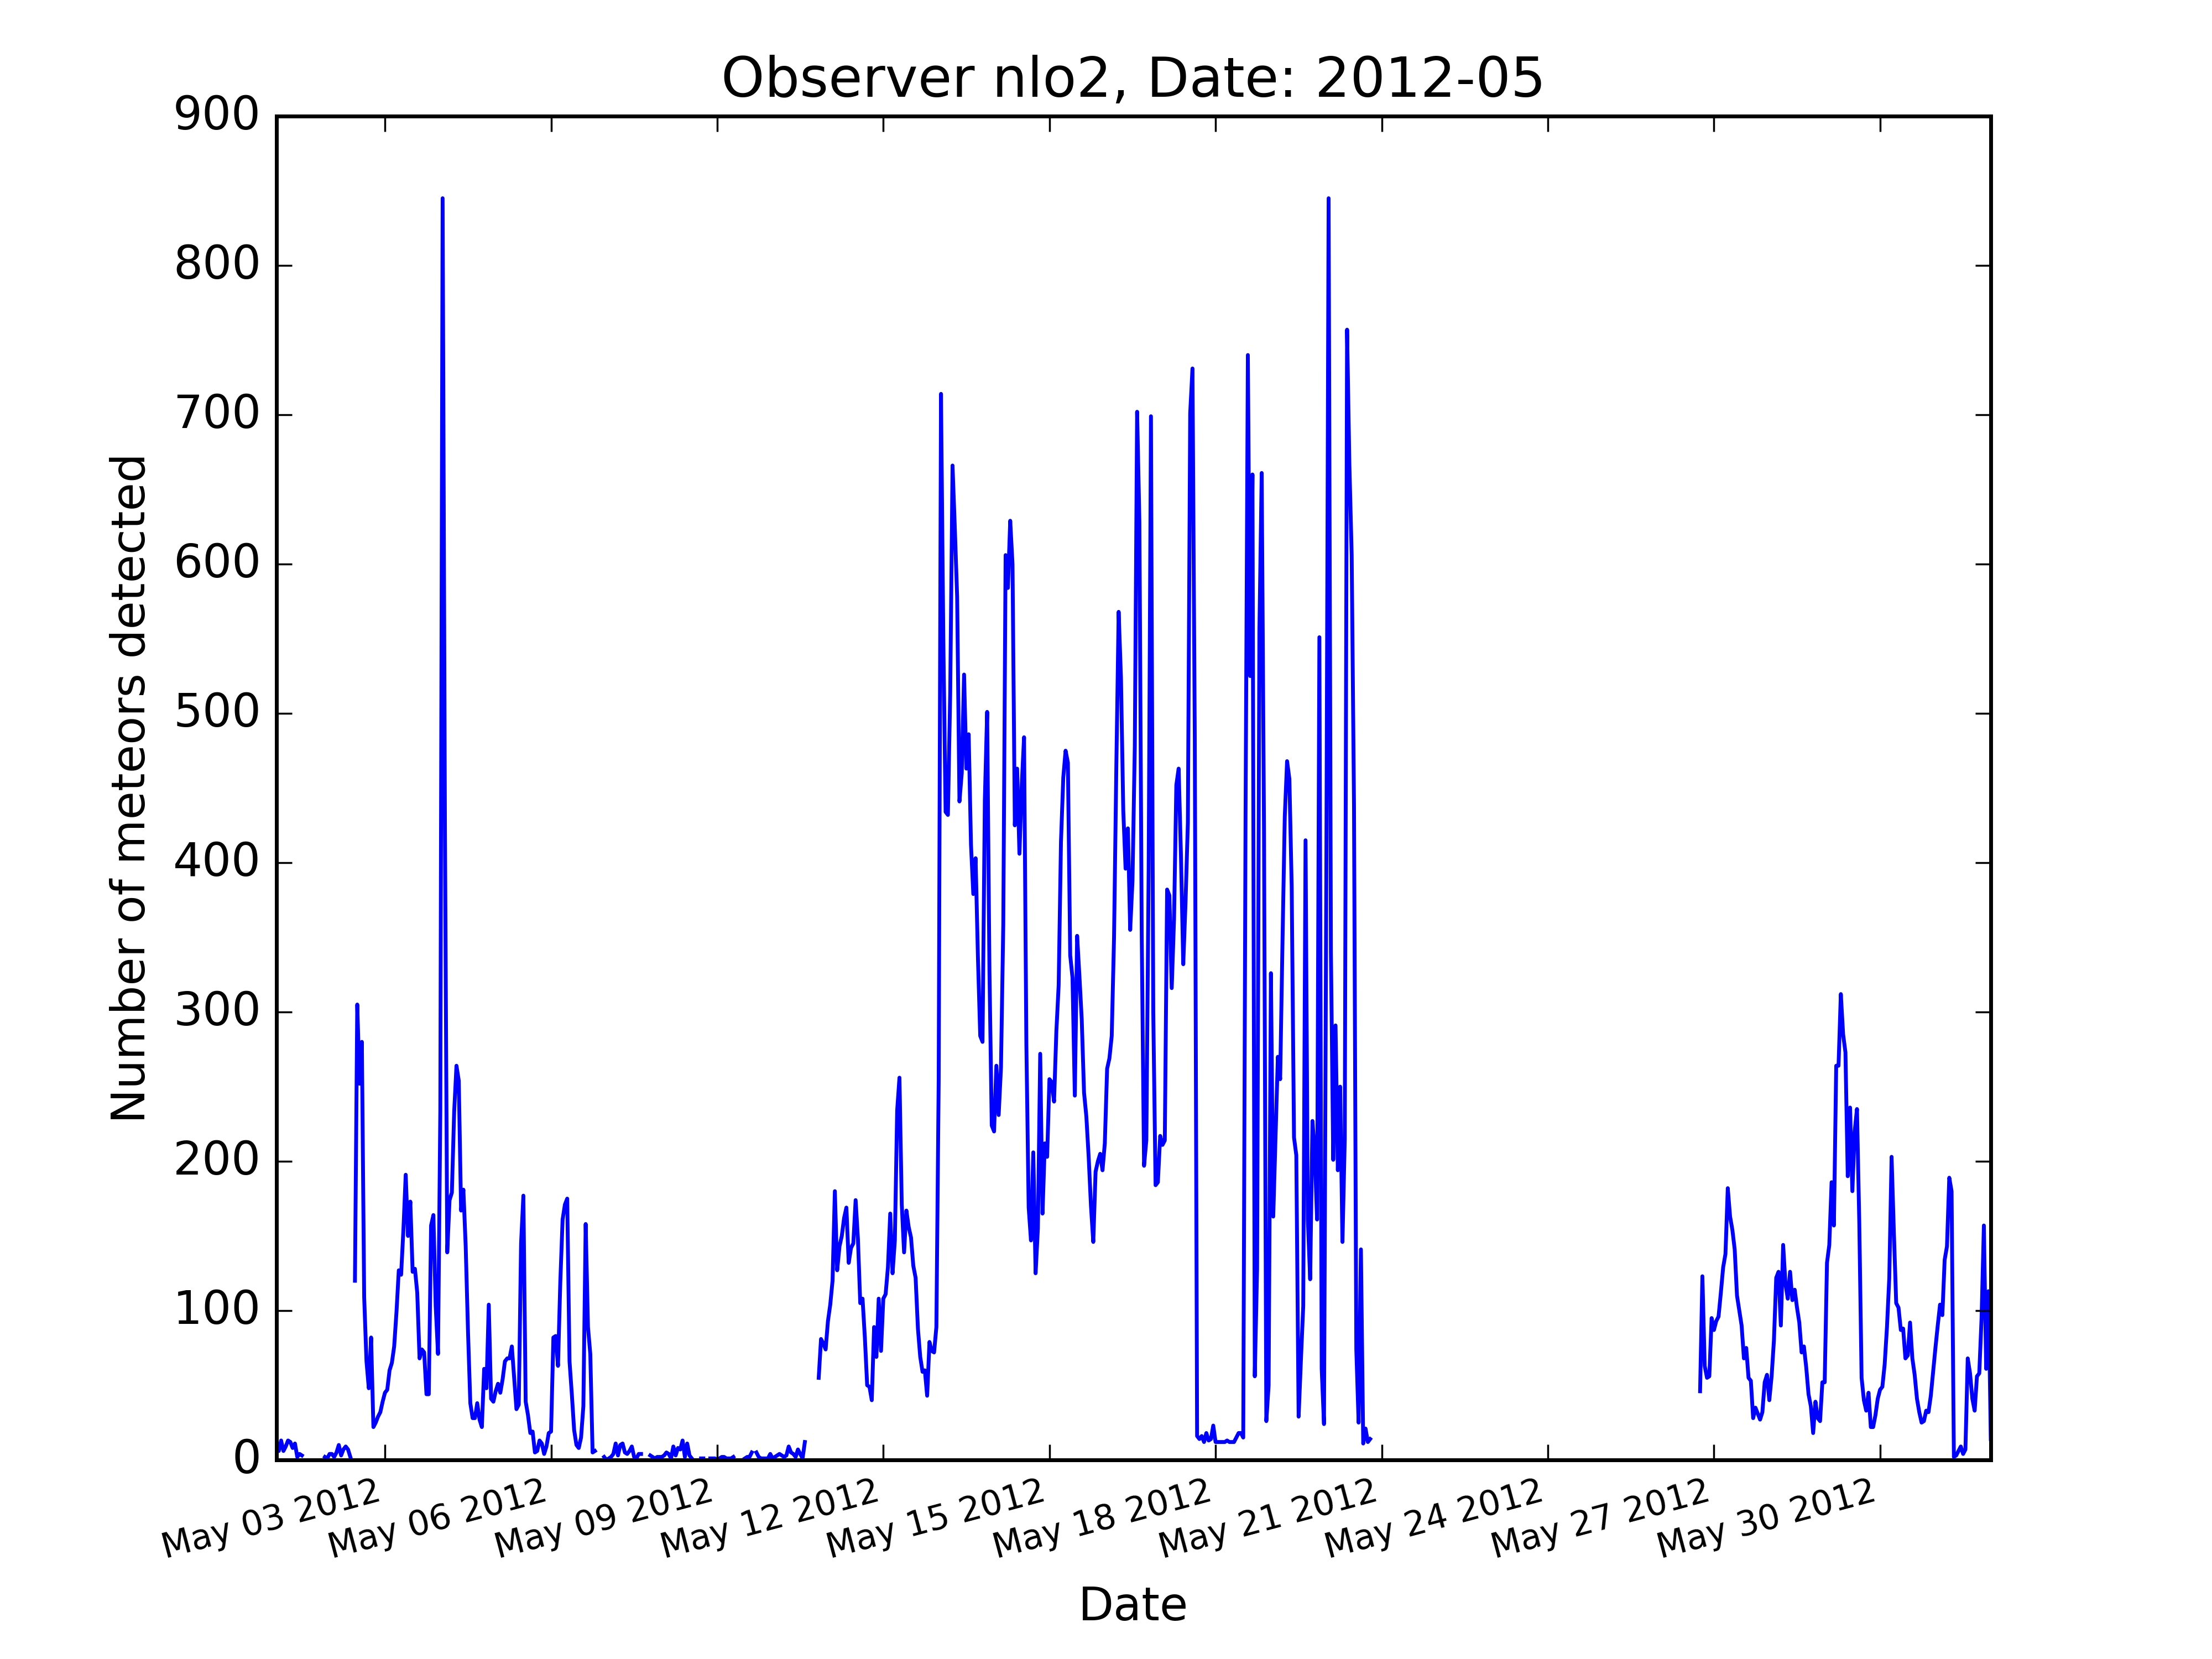 Observer nlo2, Date: 2012-05
Number of meteors detected
900
800
700
600
500
400
300
200
100
0
May 03 2012
May 06 2012
May 09 2012
May 12 2012
May 15 2012
May 18 2012
May 21 2012
May 24 2012
May 27 2012
May 30 2012
Date